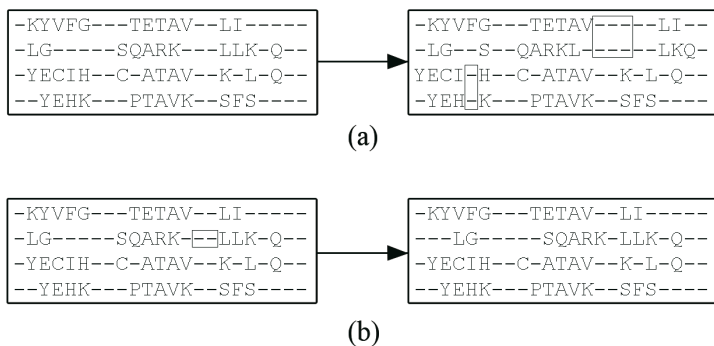 -KYVFG---TETAV--LI-----
-LG-----SQARK---LLK-Q--
-YECIH--C-ATAV--K-L-Q--
--YEHK---PTAVK--SFS----
-KYVFG---TETAV-----LI--
-LG--S--QARKL------LKQ-
YECI-H--C-ATAV--K-L-Q--
-YEH-K---PTAVK--SFS----
(a)
-KYVFG---TETAV--LI-----
-LG-----SQARK---LLK-Q--
-YECIH--C-ATAV--K-L-Q--
--YEHK---PTAVK--SFS----
-KYVFG---TETAV--LI-----
---LG-----SQARK-LLK-Q--
-YECIH--C-ATAV--K-L-Q--
--YEHK---PTAVK--SFS----
(b)